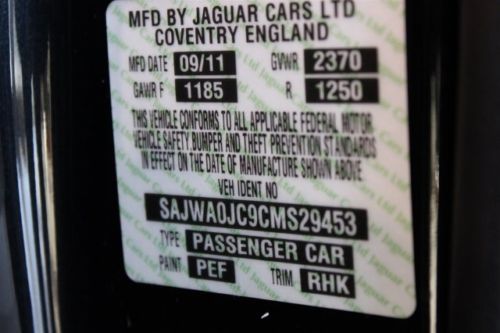 MFD BY JAGUAR CARS LTD
COVENTRY ENGLAND
MFD DATE 09/11 GVWR 2370
GAWR F 1185 R 1250
THIS VEHICLE CONFORMS TO ALL APPLICABLE FEDERAL MOTOR
VEHICLE SAFETY BUMPER AND THEFT PREVENTION STANDARDS
IN EFFECT ON THE DATE OF MANUFACTURE SHOWN ABOVE
VEH IDENT NO
SAJWA0JC9CMS29453
TYPE PASSENGER CAR
PAINT PEF TRIM RHK